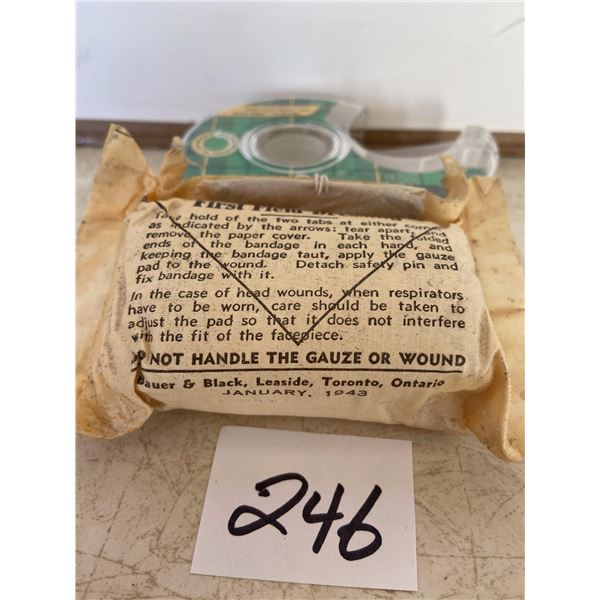 First Field
Take hold of the two tabs at either corner
as indicated by the arrows: tear apart, and
remove the paper cover. Take the folded
ends of the bandage in each hand, and
keeping the bandage taut, apply the gauze
pad to the wound. Detach safety pin and
fix bandage with it.
In the case of head wounds, when respirators
have to be worn, care should be taken to
adjust the pad so that it does not interfere
with the fit of the facepiece.
DO NOT HANDLE THE GAUZE OR WOUND
Bauer & Black, Leaside, Toronto, Ontario
JANUARY, 1943
246